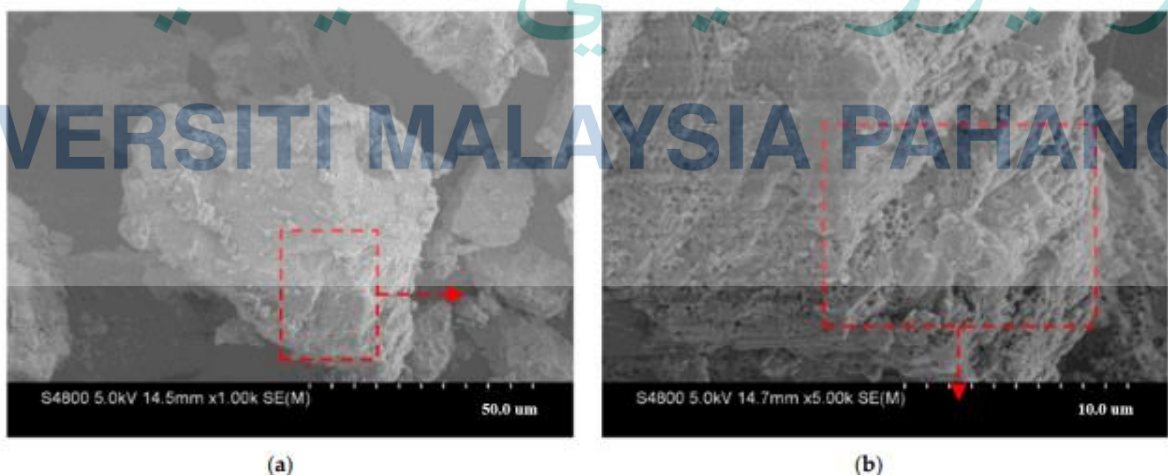 VERSITI MALAYSIA PAHANG
S4800 5.0kV 14.5mm x1.00k SE(M) 50.0 um
S4800 5.0kV 14.7mm x5.00k SE(M) 10.0 um
(a)
(b)